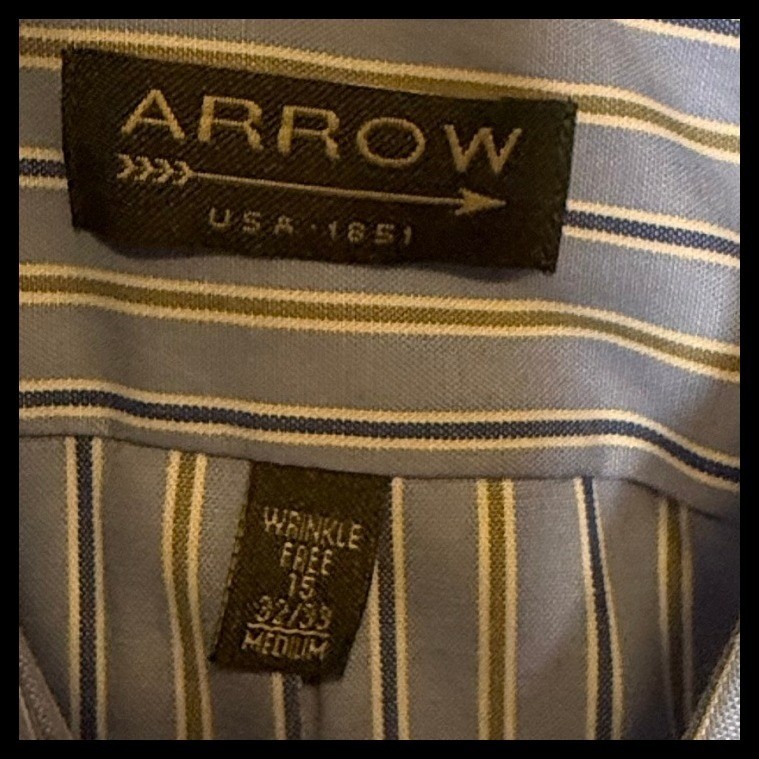 ARROW
USA·1851
WRINKLE
FREE
15
32/33
MEDIUM